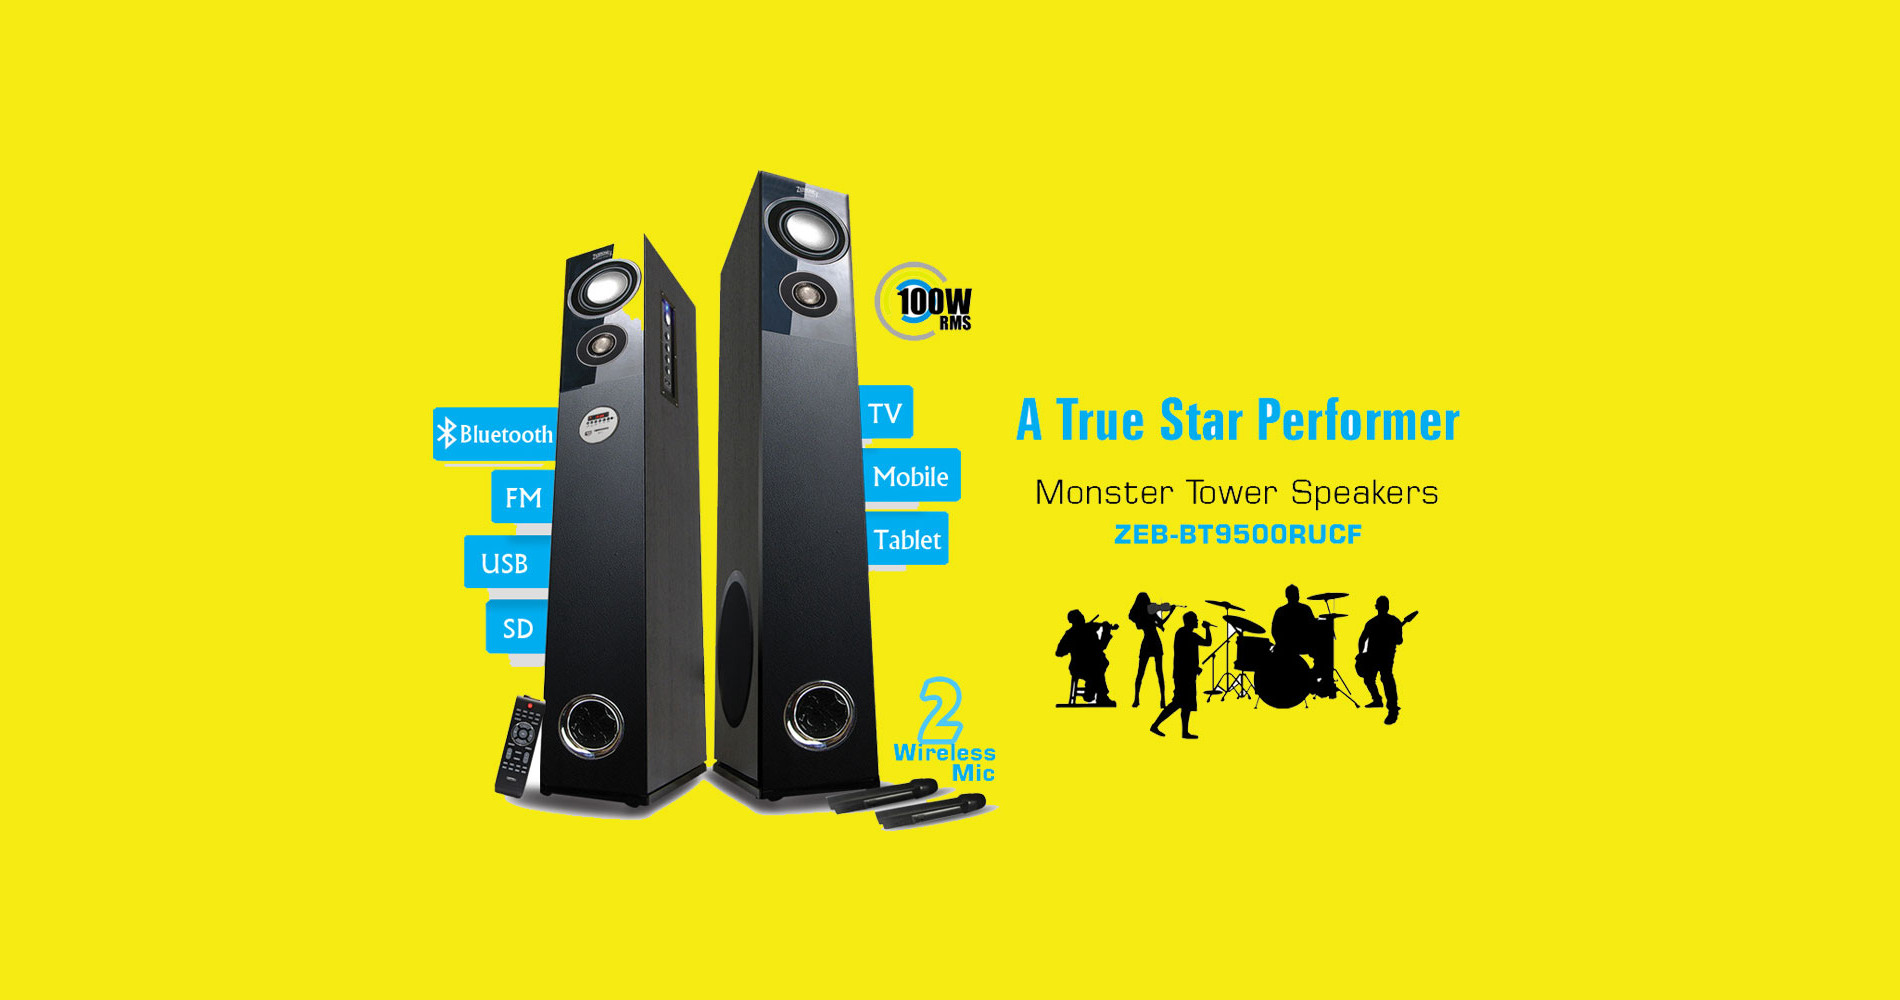 100W
RMS
Bluetooth
FM
USB
SD
TV
Mobile
Tablet
2
Wireless
Mic
A True Star Performer
Monster Tower Speakers
ZEB-BT9500RUCF